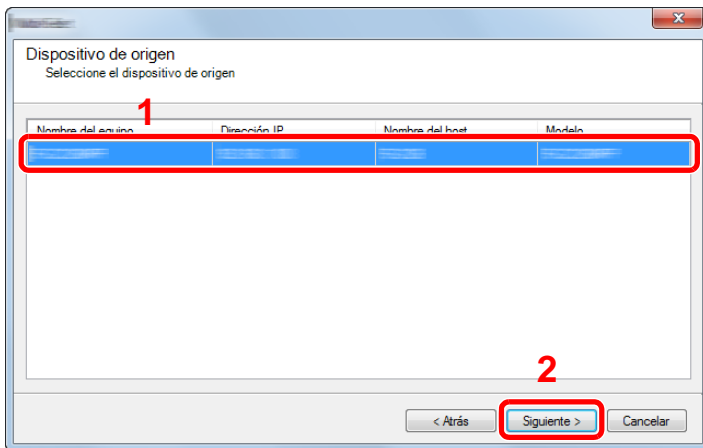 Dispositivo de origen
Seleccione el dispositivo de origen
1
Nombre del equipo Dirección IP Nombre del host Modelo
2
< Atrás Siguiente > Cancelar